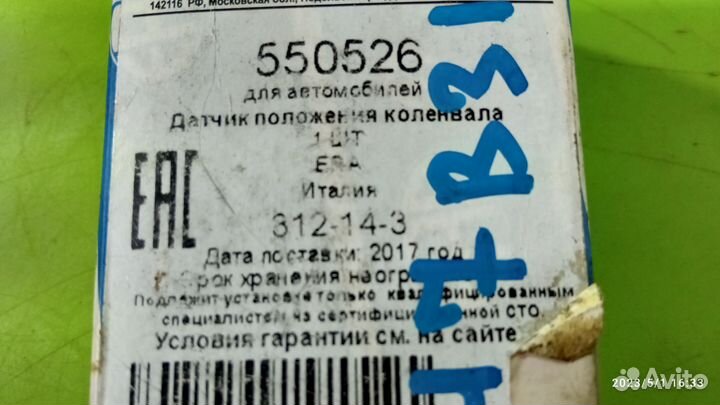 142116 РФ, Московская обл.,
550526
для автомобилей
Датчик положения коленвала
1 ШТ
ERA
Италия
EAC
312-14-3
Дата поставки: 2017 год
Срок хранения
Подлежит установке только квалифицированным
специалистом на сертифицированной СТО.
Условия гарантии см. на сайте
B31
Avito
2023/5/1 16:33